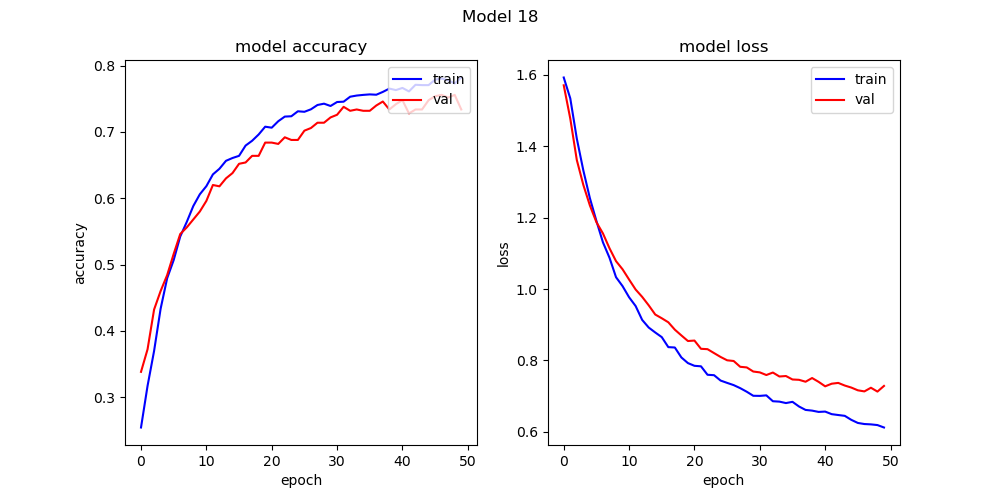 Model 18
model accuracy
accuracy
0.8
0.7
0.6
0.5
0.4
0.3
0 10 20 30 40 50
epoch
train
val
model loss
loss
1.6
1.4
1.2
1.0
0.8
0.6
0 10 20 30 40 50
epoch
train
val